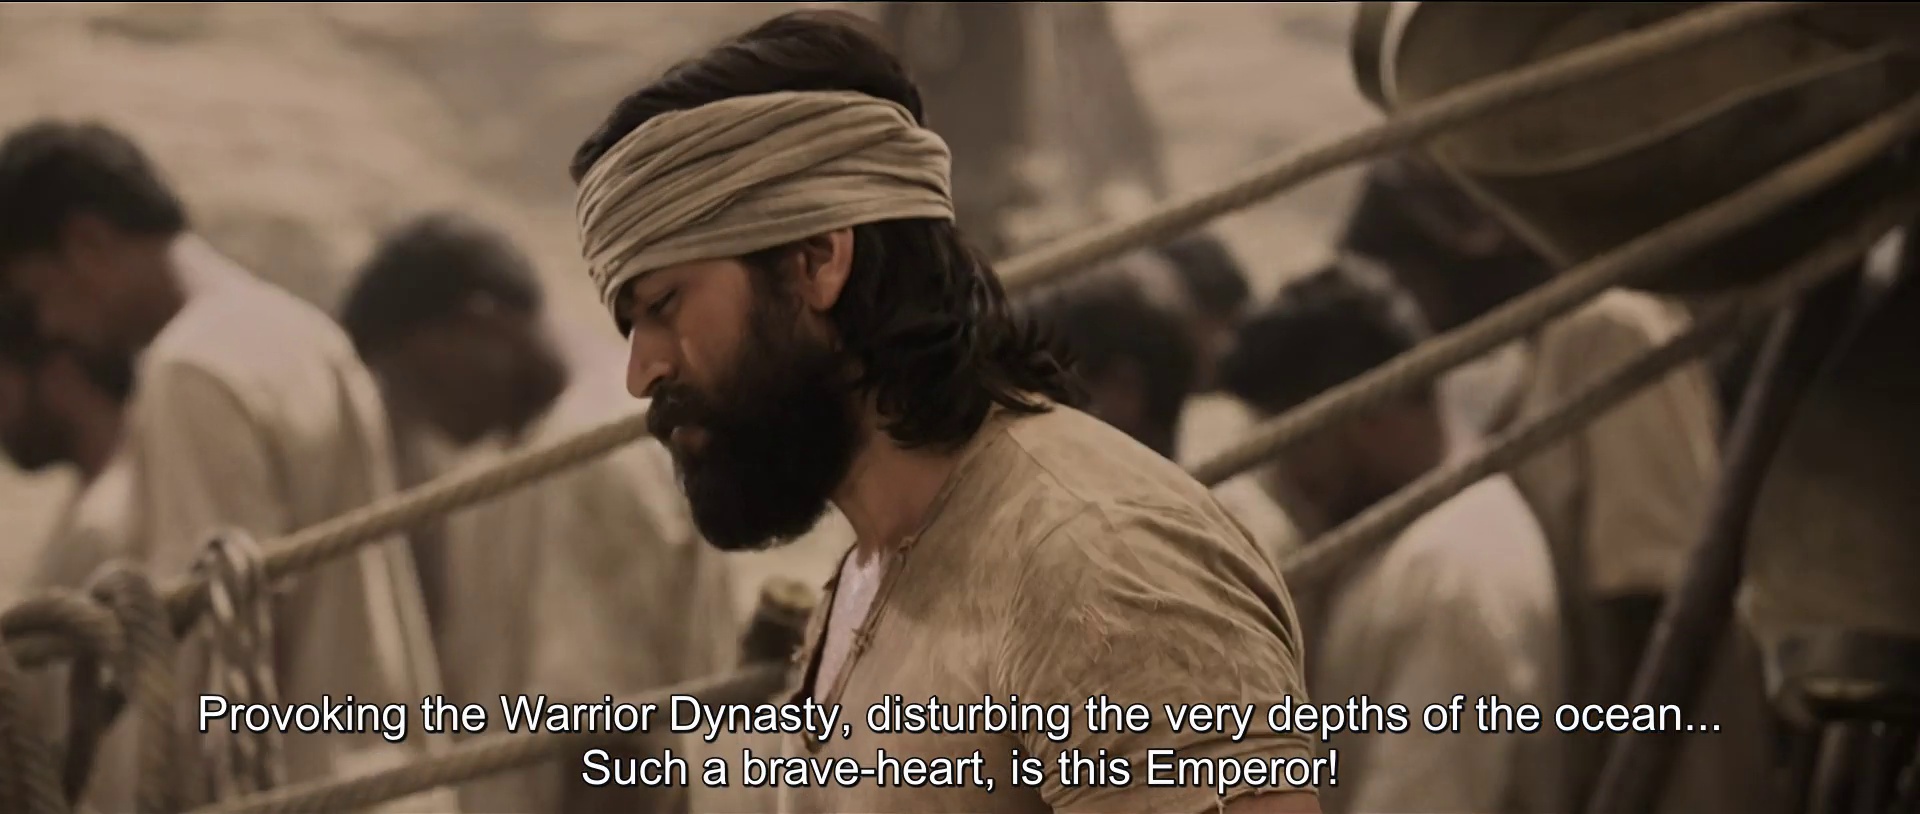 Provoking the Warrior Dynasty, disturbing the very depths of the ocean...
Such a brave-heart, is this Emperor!